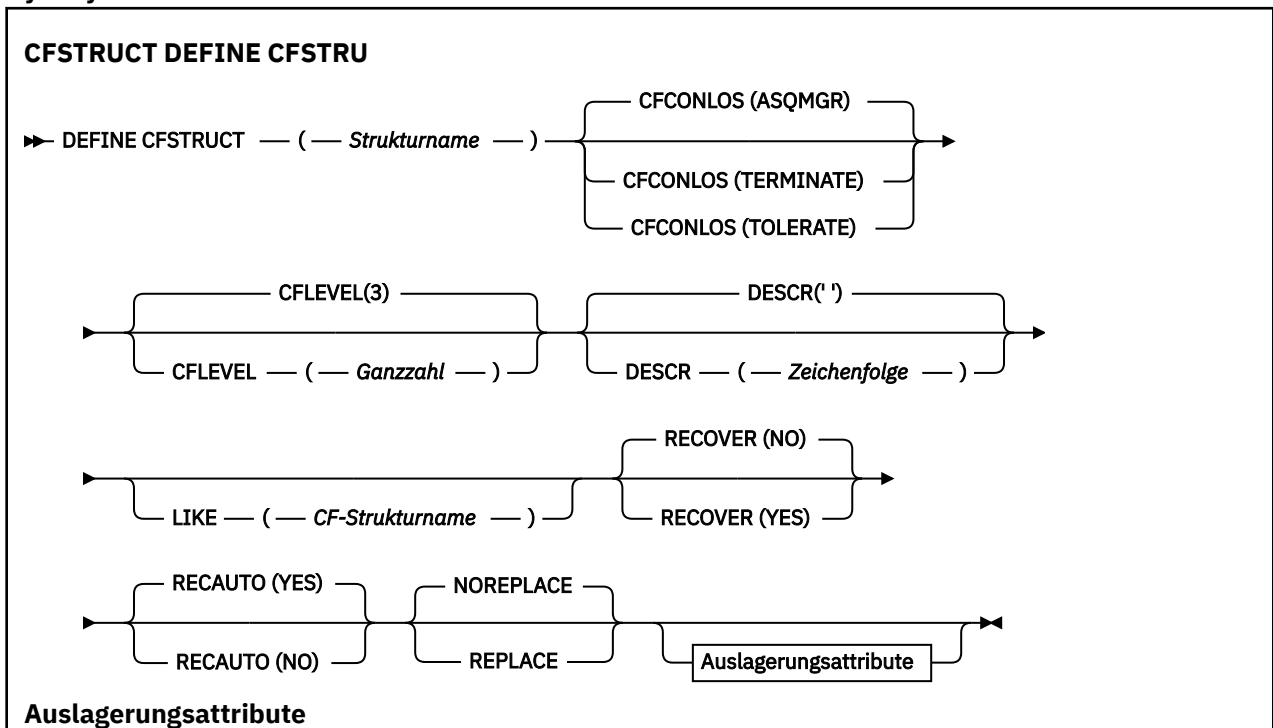 CFSTRUCT DEFINE CFSTRU
CFCONLOS (ASQMGR)
DEFINE CFSTRUCT ( Strukturname )
CFCONLOS (TERMINATE)
CFCONLOS (TOLERATE)
CFLEVEL(3) DESCR(' ')
CFLEVEL ( Ganzzahl ) DESCR ( Zeichenfolge )
RECOVER (NO)
LIKE ( CF-Strukturname ) RECOVER (YES)
RECAUTO (YES) NOREPLACE
RECAUTO (NO) REPLACE Auslagerungsattribute
Auslagerungsattribute